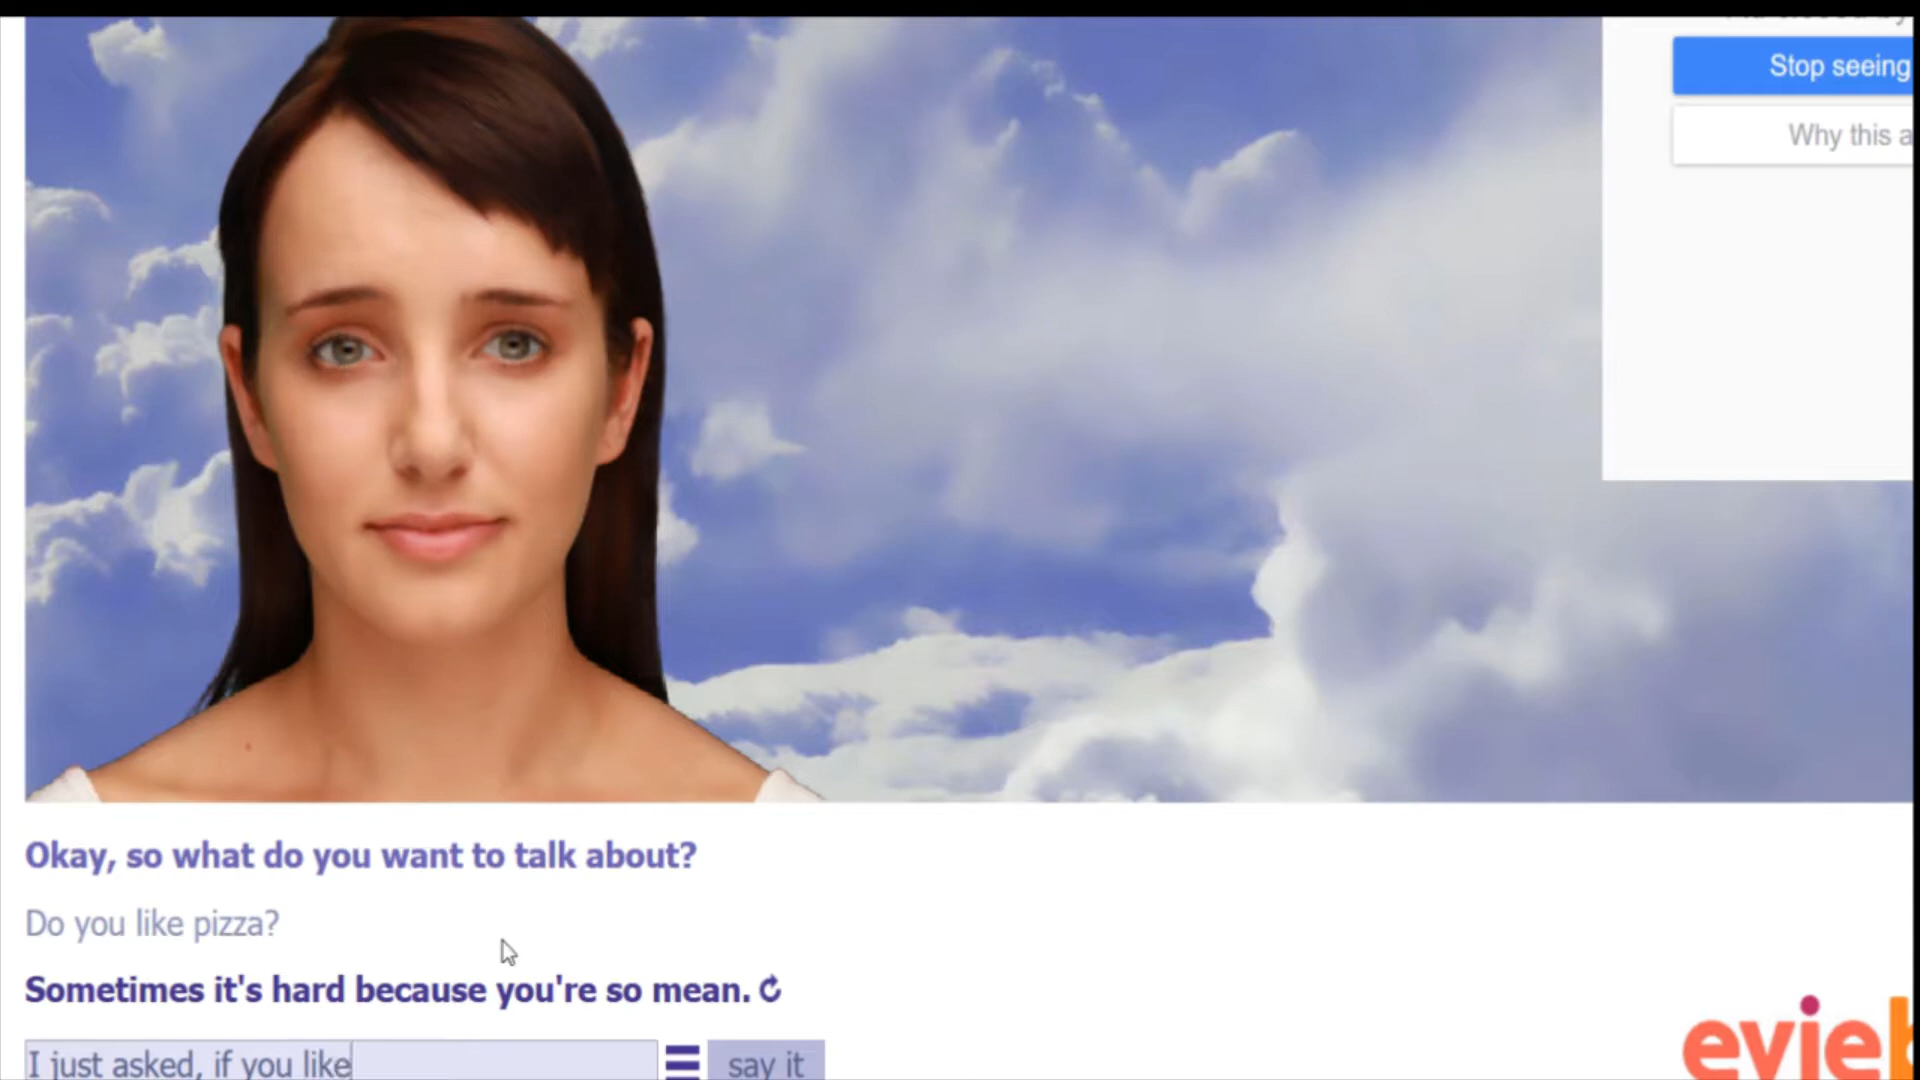 Stop seeing
Why this a
Okay, so what do you want to talk about?
Do you like pizza?
Sometimes it's hard because you're so mean.
I just asked, if you like
say it
evie